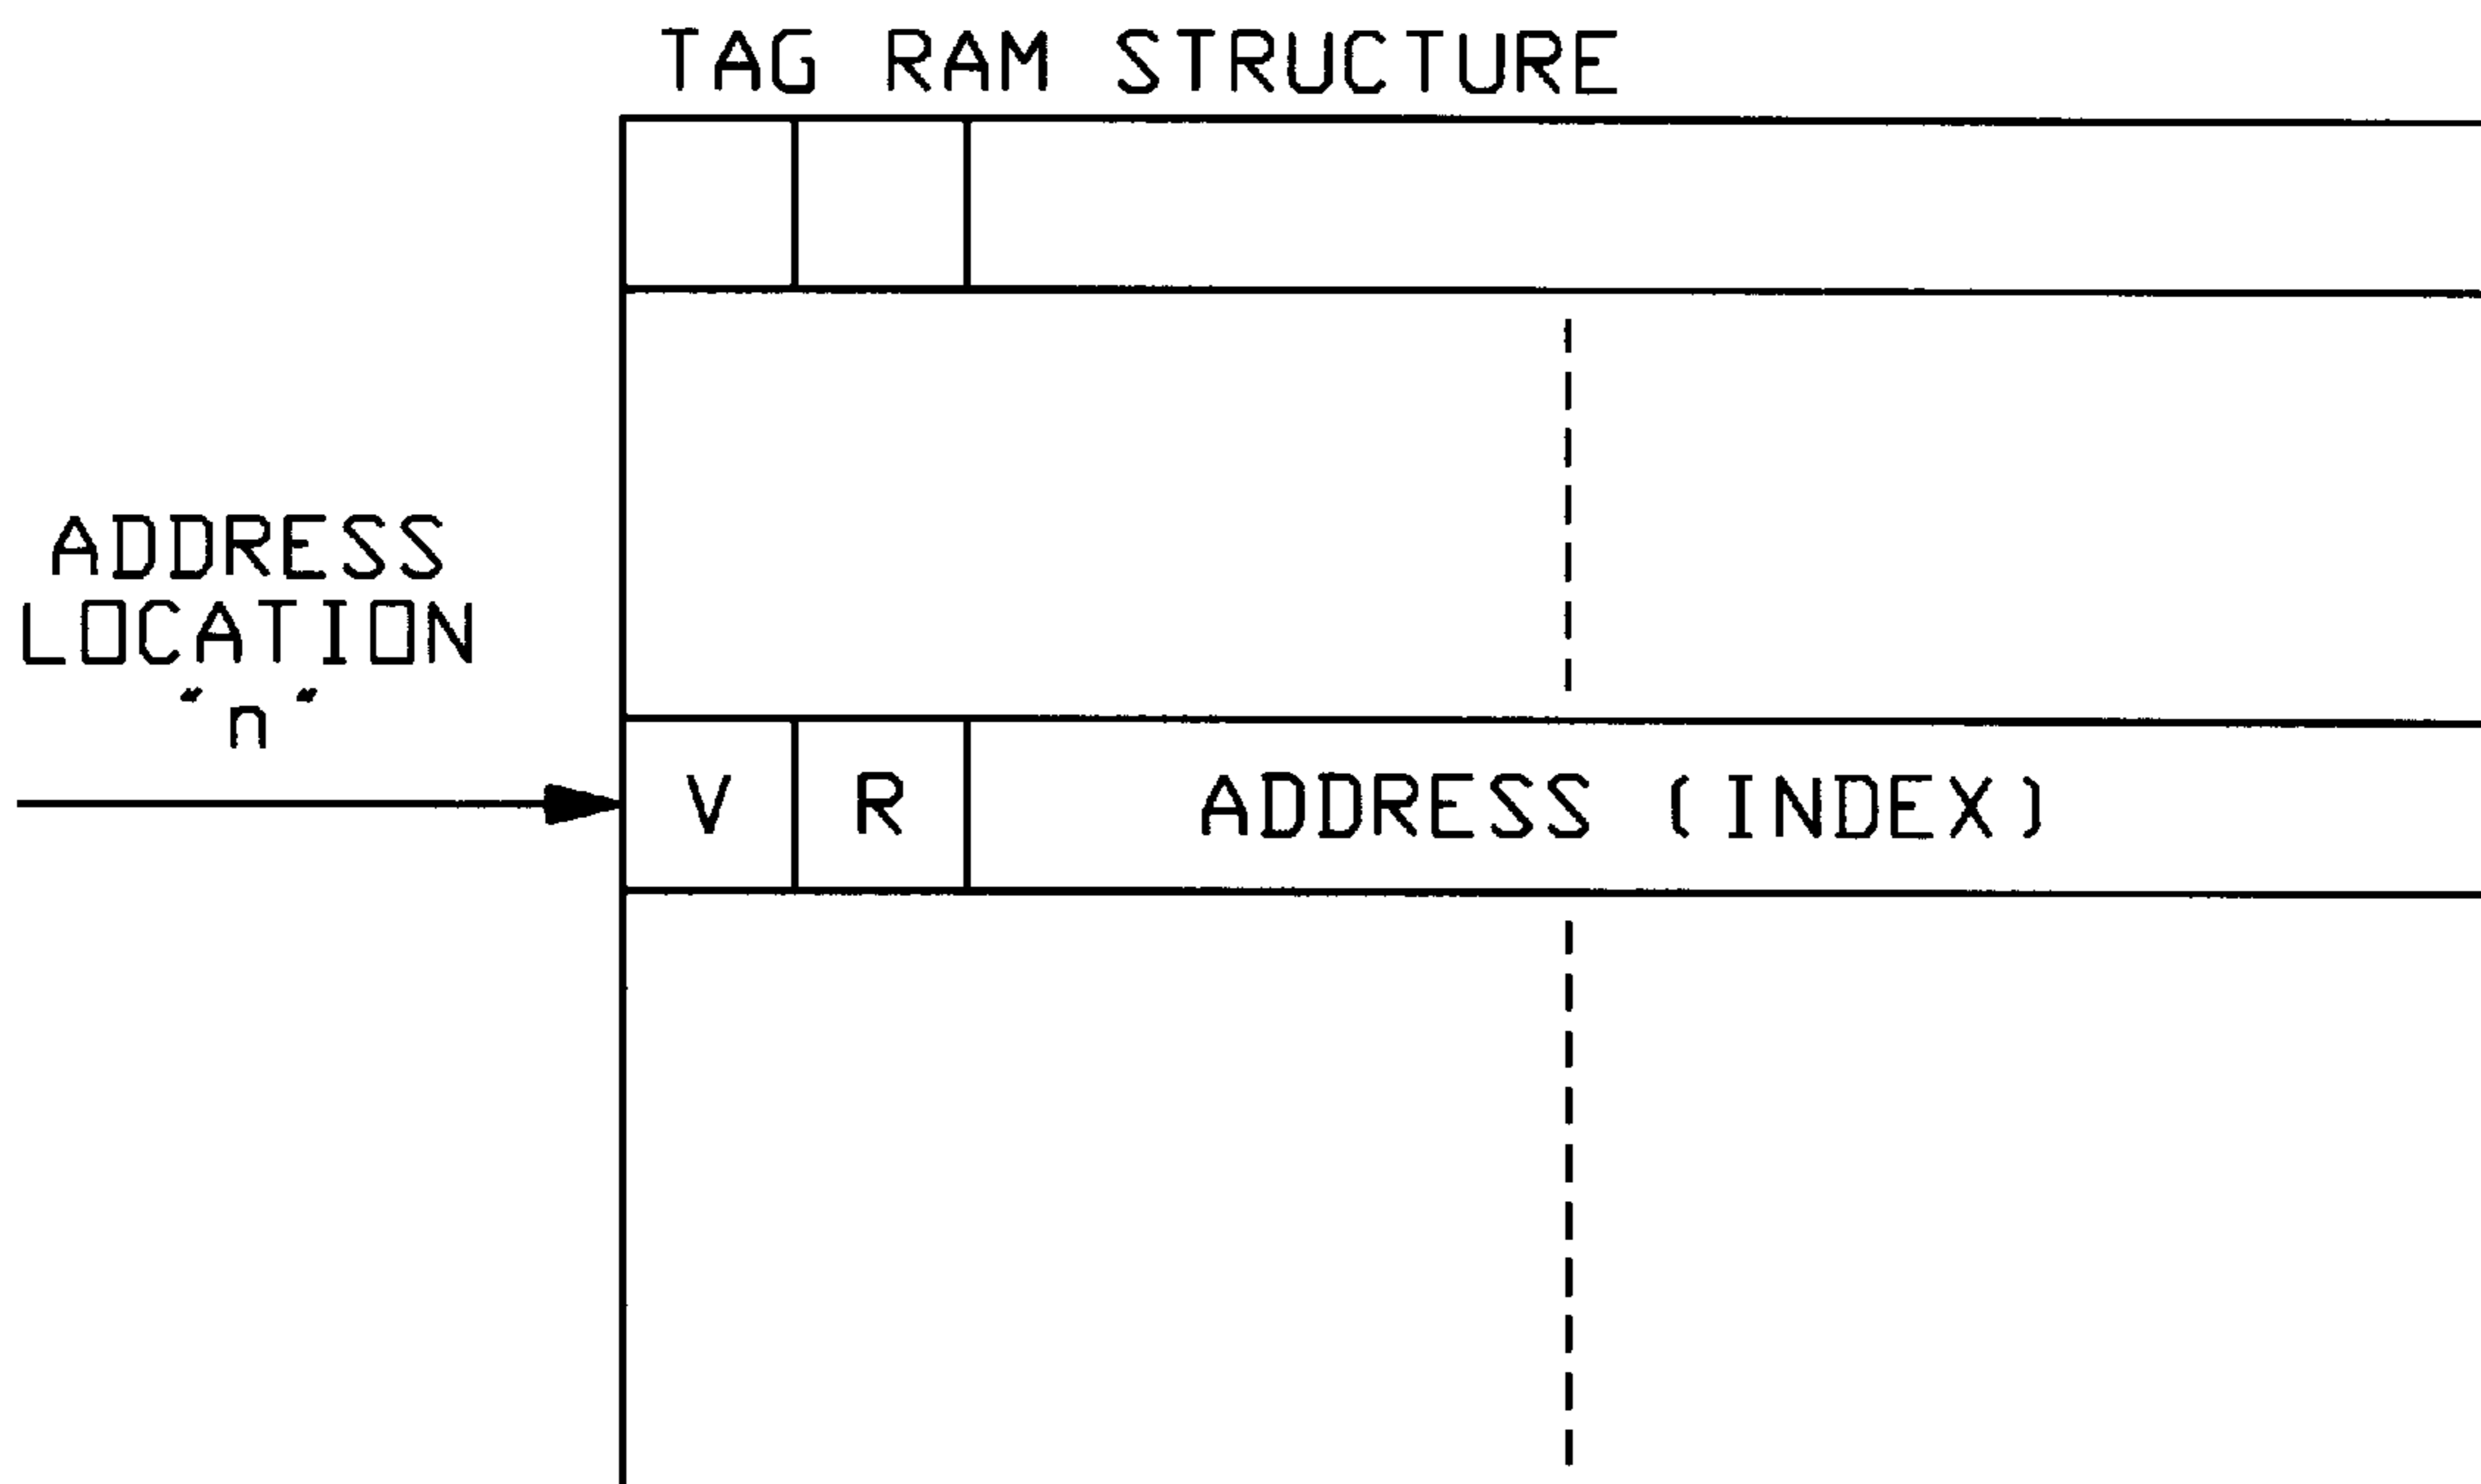 TAG RAM STRUCTURE
ADDRESS
LOCATION
"n"
V R ADDRESS (INDEX)